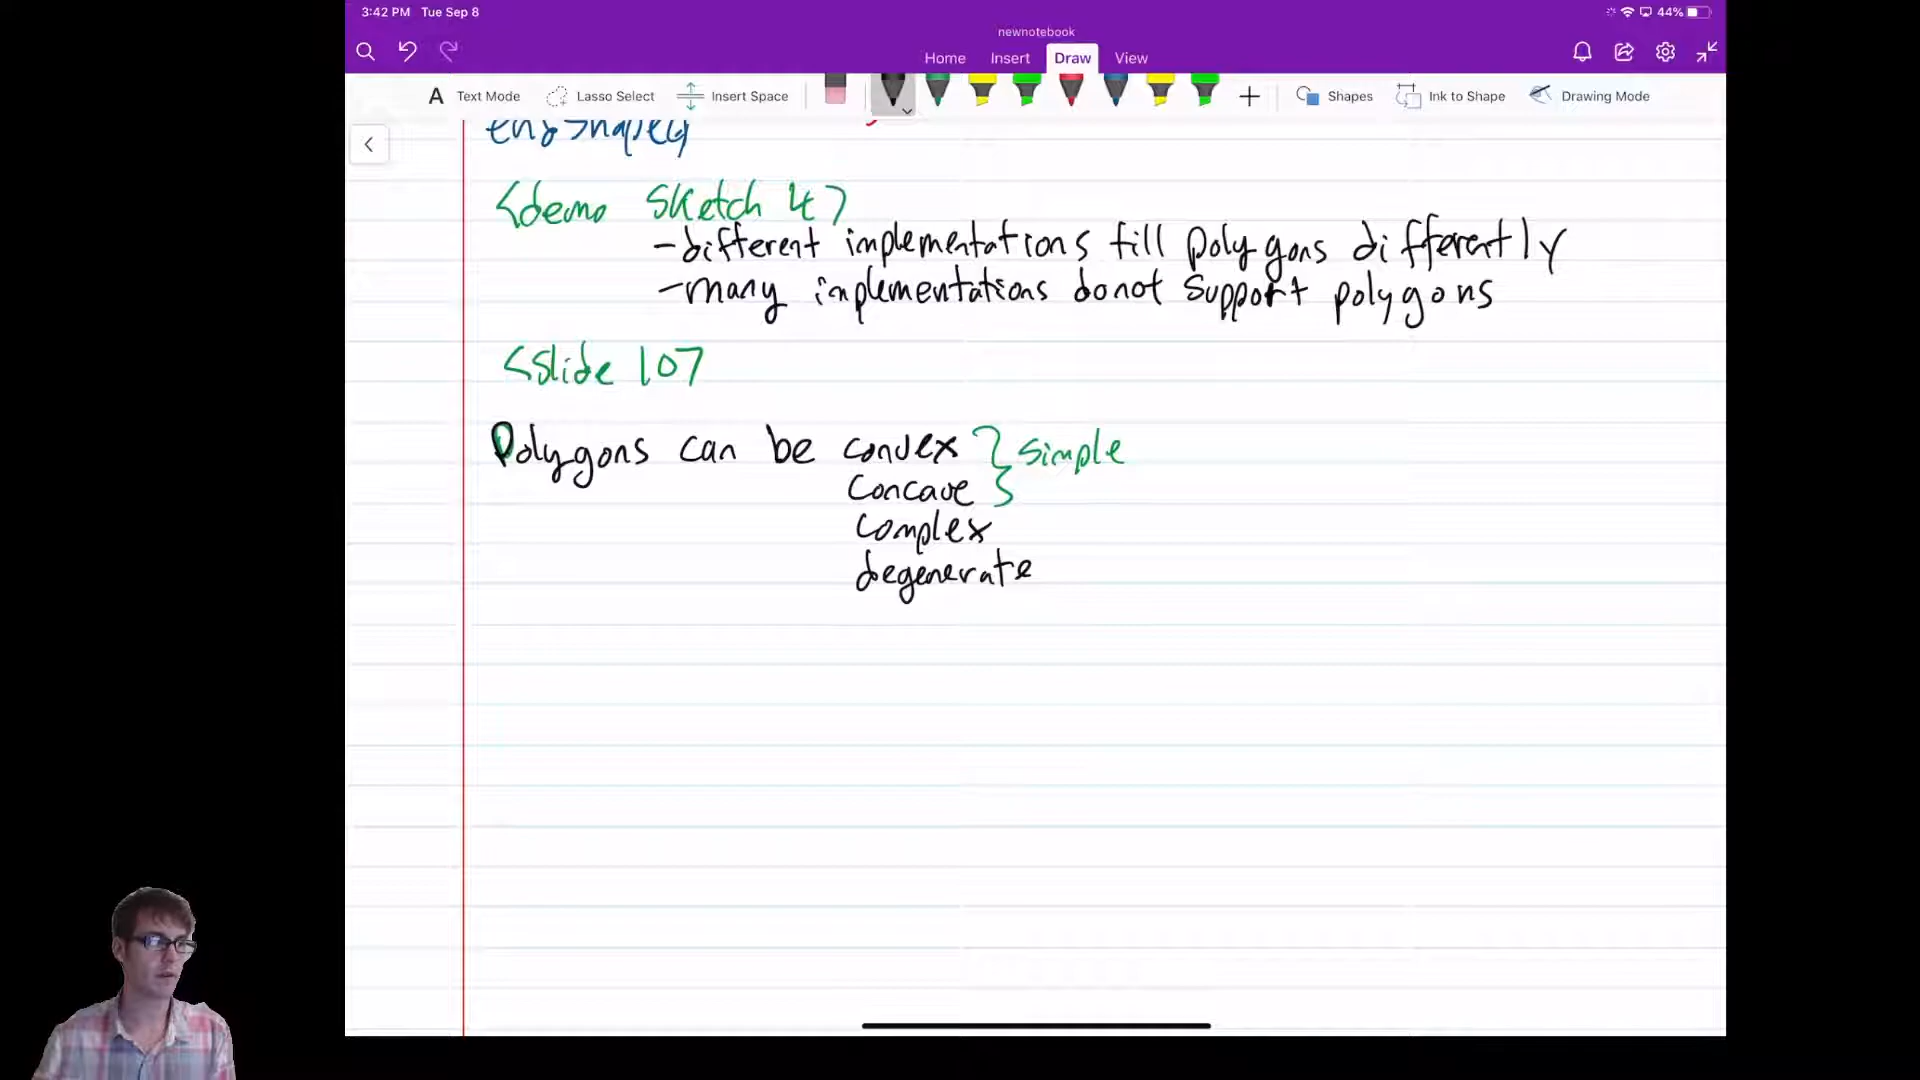 3:42 PM Tue Sep 8
44%
newnotebook
Home Insert Draw View
A Text Mode Lasso Select Insert Space Shapes Ink to Shape Drawing Mode
endShape()
<demo Sketch 4>
-different implementations fill polygons differently
-many implementations donot support polygons
<Slide 107
Polygons can be convex } simple
Concave
Complex
degenerate